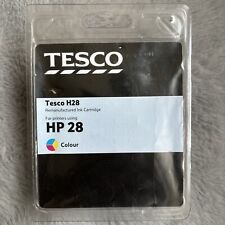 TESCO
Tesco H28
Remanufactured Ink Cartridge
For printers using
HP 28
Colour